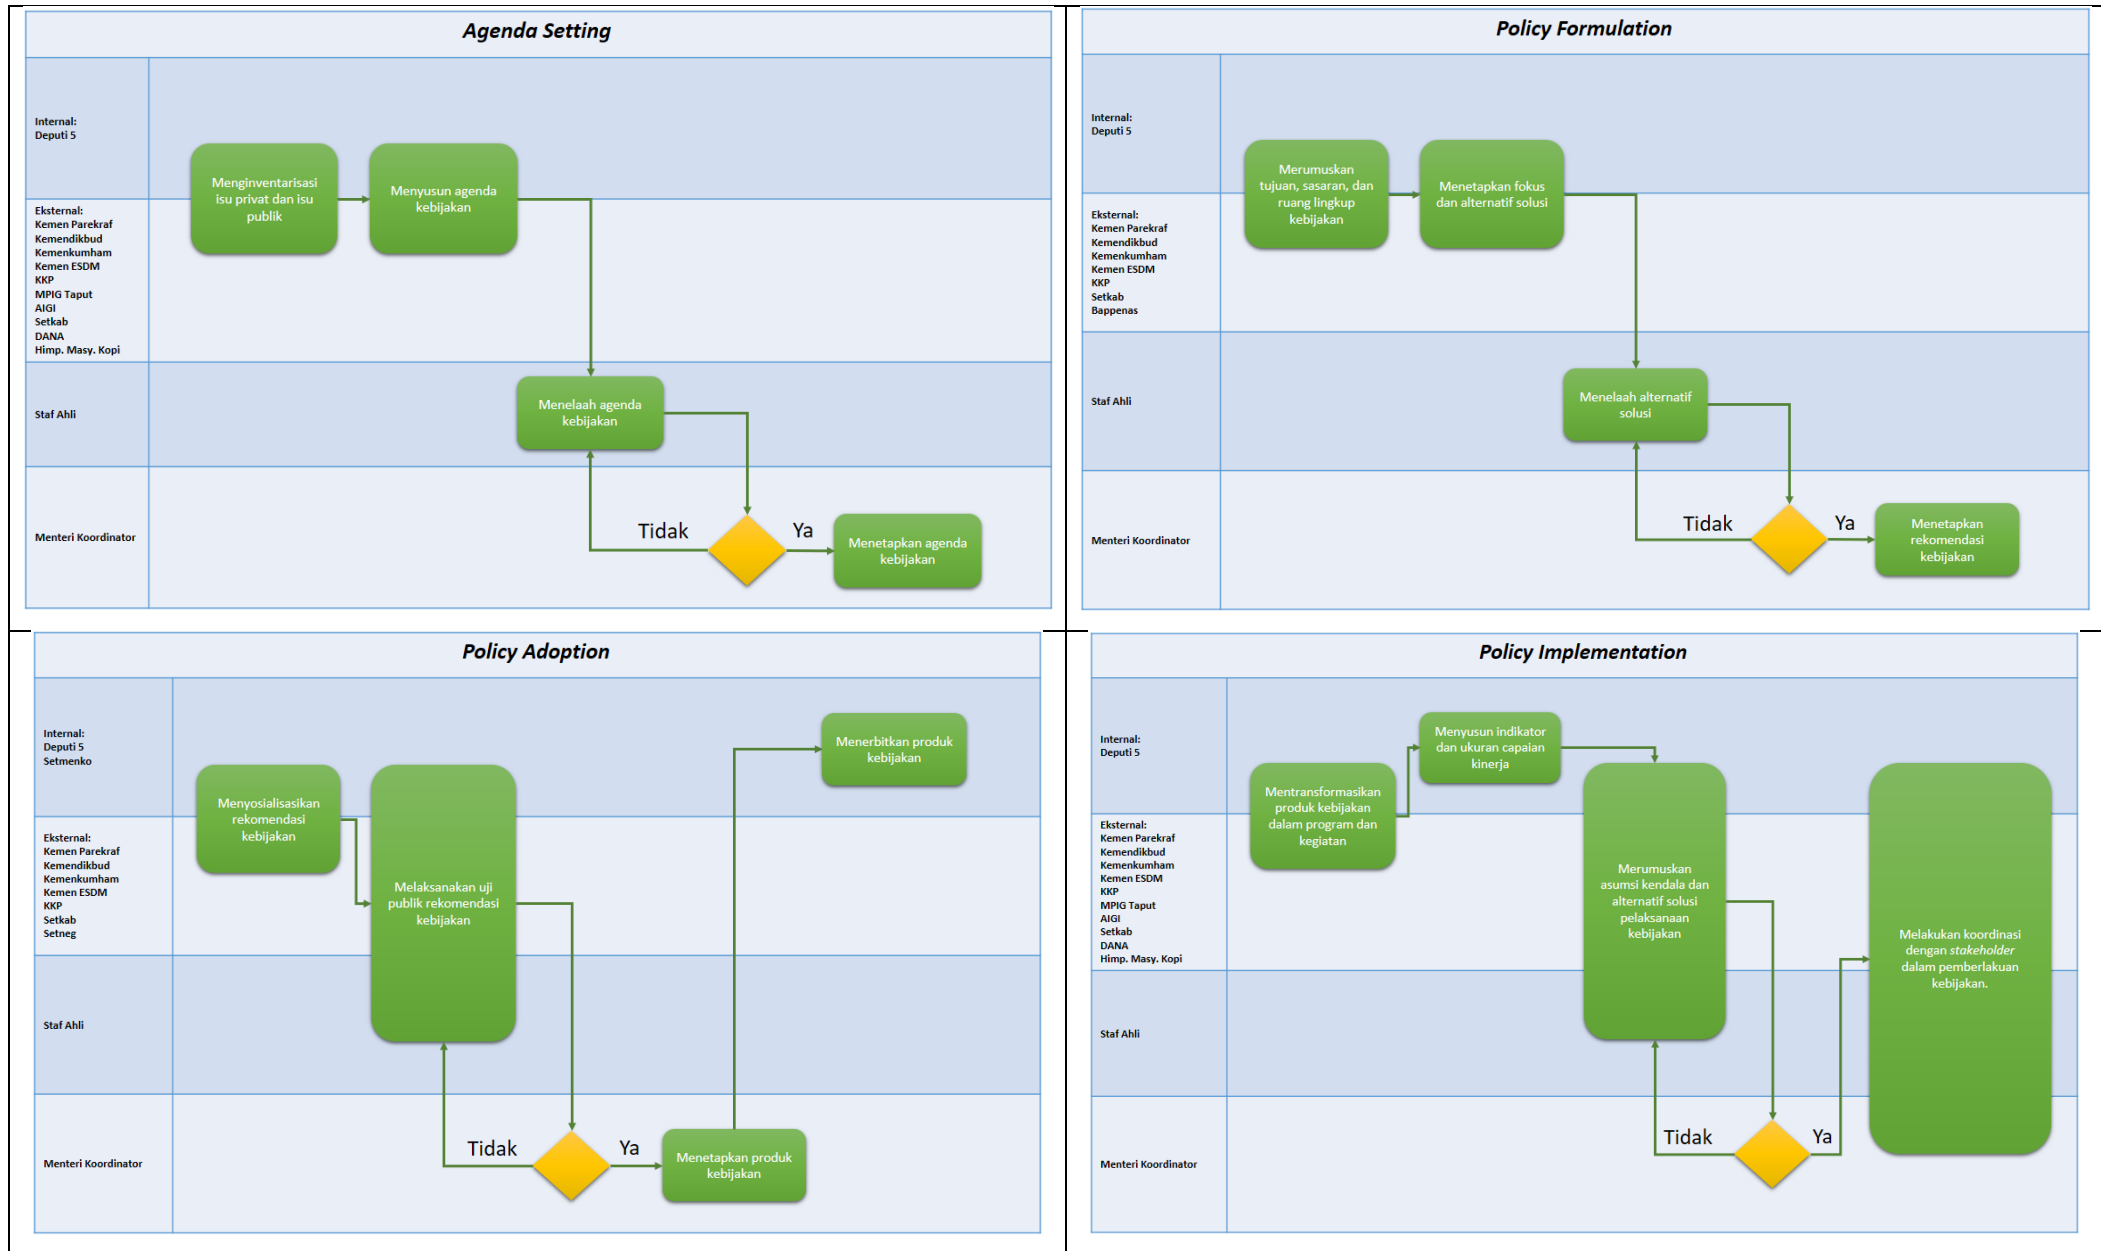 Agenda Setting
Internal:
Deputi 5
Menginventarisasi
isu privat dan isu
publik
Menyusun agenda
kebijakan
Eksternal:
Kemen Parekraf
Kemendikbud
Kemenkumham
Kemen ESDM
KKP
MPIG Taput
AIGI
Setkab
DANA
Himp. Masy. Kopi
Staf Ahli
Menelaah agenda
kebijakan
Menteri Koordinator
Tidak
Ya
Menetapkan agenda
kebijakan
Policy Formulation
Internal:
Deputi 5
Merumuskan
tujuan, sasaran, dan
ruang lingkup
kebijakan
Menetapkan fokus
dan alternatif solusi
Eksternal:
Kemen Parekraf
Kemendikbud
Kemenkumham
Kemen ESDM
KKP
Setkab
Bappenas
Staf Ahli
Menelaah alternatif
solusi
Menteri Koordinator
Tidak
Ya
Menetapkan
rekomendasi
kebijakan
Policy Adoption
Internal:
Deputi 5
Setmenko
Menyosialisasikan
rekomendasi
kebijakan
Menerbitkan produk
kebijakan
Eksternal:
Kemen Parekraf
Kemendikbud
Kemenkumham
Kemen ESDM
KKP
Setkab
Setneg
Melaksanakan uji
publik rekomendasi
kebijakan
Staf Ahli
Menteri Koordinator
Tidak
Ya
Menetapkan produk
kebijakan
Policy Implementation
Internal:
Deputi 5
Mentransformasikan
produk kebijakan
dalam program dan
kegiatan
Menyusun indikator
dan ukuran capaian
kinerja
Eksternal:
Kemen Parekraf
Kemendikbud
Kemenkumham
Kemen ESDM
KKP
MPIG Taput
AIGI
Setkab
DANA
Himp. Masy. Kopi
Merumuskan
asumsi kendala dan
alternatif solusi
pelaksanaan
kebijakan
Melakukan koordinasi
dengan stakeholder
dalam pemberlakuan
kebijakan.
Staf Ahli
Menteri Koordinator
Tidak
Ya